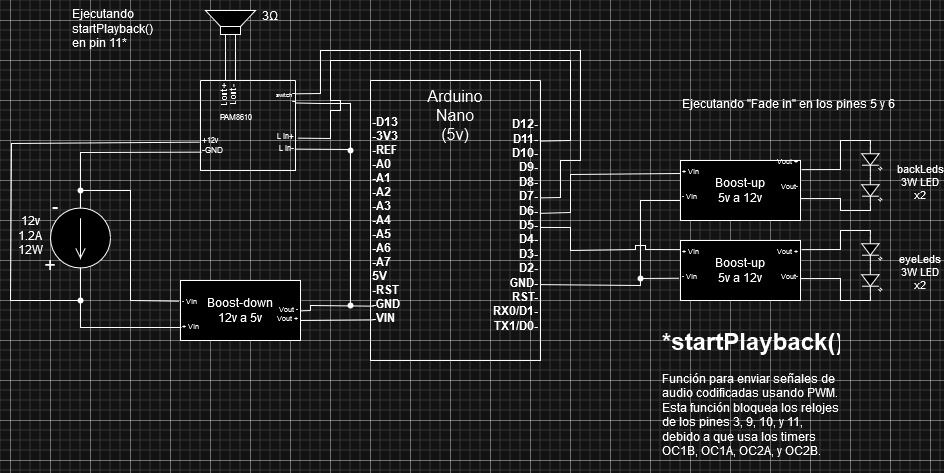 Ejecutando
startPlayback()
en pin 11*
3Ω
Lout+
Lout-
switch
+
-
PAM8610
+12v
-GND
L in+
L in-
Arduino
Nano
(5v)
-D13
-3V3
-REF
-A0
-A1
-A2
-A3
-A4
-A5
-A6
-A7
5V
-RST
-GND
-VIN
D12-
D11-
D10-
D9-
D8-
D7-
D6-
D5-
D4-
D3-
D2-
GND-
RST-
RX0/D1-
TX1/D0-
-
12v
1.2A
12W
+
- Vin
+ Vin
Boost-down
12v a 5v
Vout -
Vout +
Ejecutando "Fade in" en los pines 5 y 6
+ Vin
- Vin
Boost-up
5v a 12v
Vout +
Vout-
backLeds
3W LED
x2
+ Vin
- Vin
Boost-up
5v a 12v
Vout +
Vout-
eyeLeds
3W LED
x2
*startPlayback()
Función para enviar señales de
audio codificadas usando PWM.
Esta función bloquea los relojes
de los pines 3, 9, 10, y 11,
debido a que usa los timers
OC1B, OC1A, OC2A, y OC2B.